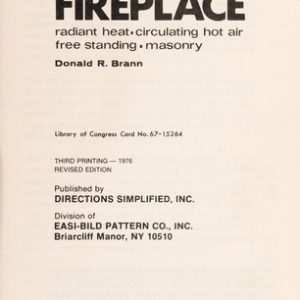 FIREPLACE
radiant heat•circulating hot air
free standing•masonry
Donald R. Brann
Library of Congress Card No. 67-15264
THIRD PRINTING — 1976
REVISED EDITION
Published by
DIRECTIONS SIMPLIFIED, INC.
Division of
EASI-BILD PATTERN CO., INC.
Briarcliff Manor, NY 10510